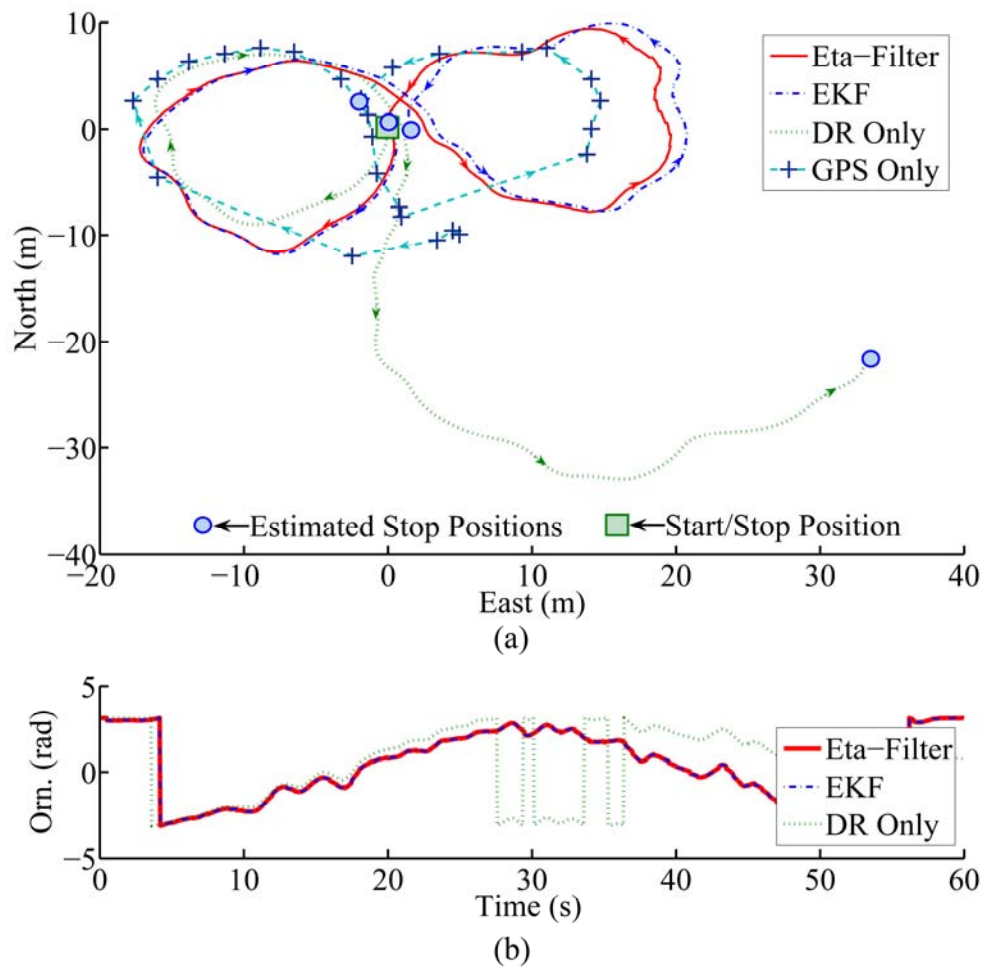 10
0
−10
−20
−30
−40
North (m)
Eta−Filter
EKF
DR Only
GPS Only
Estimated Stop Positions
Start/Stop Position
−20 −10 0 10 20 30 40
East (m)
(a)
5
0
−5
Orn. (rad)
Eta−Filter
EKF
DR Only
0 10 20 30 40 50 60
Time (s)
(b)